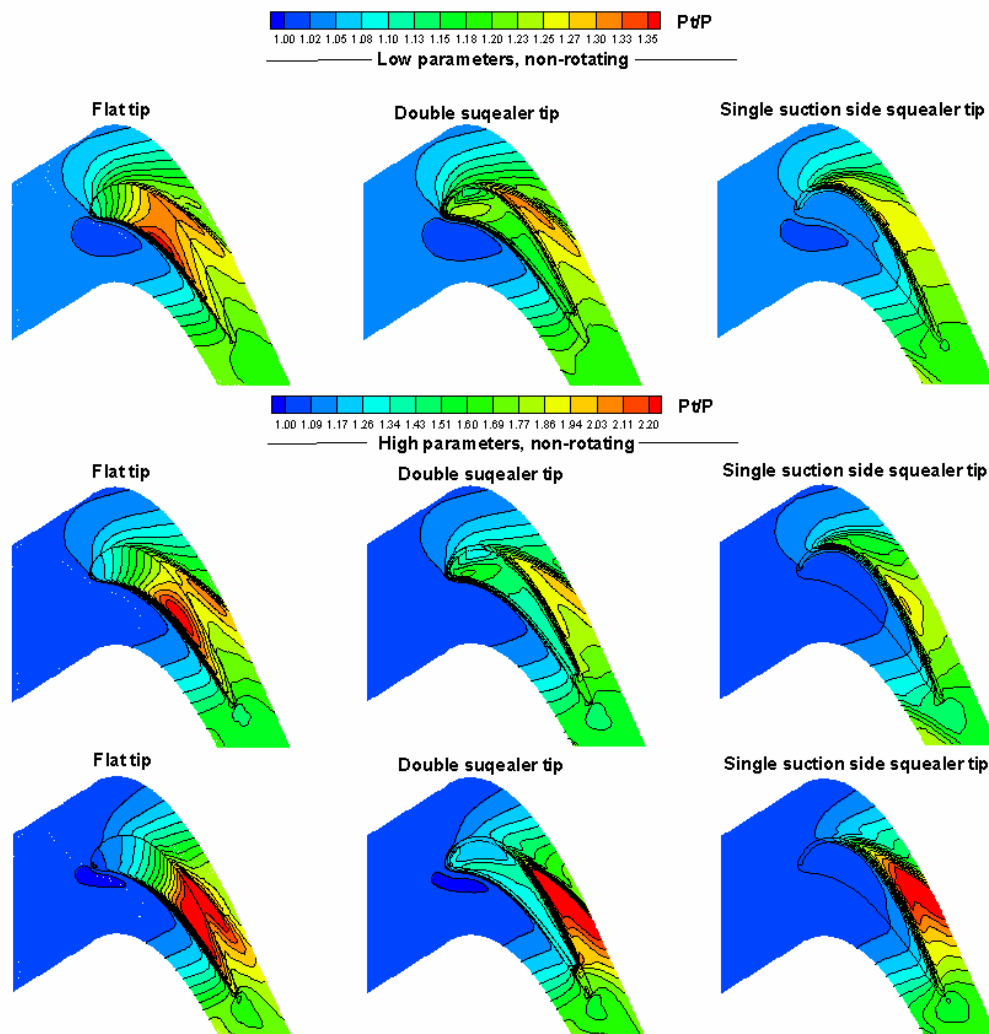 Pt/P
1.00 1.02 1.05 1.08 1.10 1.13 1.15 1.18 1.20 1.23 1.25 1.27 1.30 1.33 1.35
Low parameters, non-rotating
Flat tip
Double suqealer tip
Single suction side squealer tip
Pt/P
1.00 1.09 1.17 1.26 1.34 1.43 1.51 1.60 1.69 1.77 1.86 1.94 2.03 2.11 2.20
High parameters, non-rotating
Flat tip
Double suqealer tip
Single suction side squealer tip
Flat tip
Double suqealer tip
Single suction side squealer tip